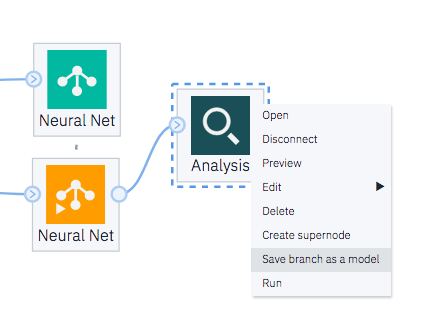 Neural Net
Neural Net
Analysis
Open
Disconnect
Preview
Edit
Delete
Create supernode
Save branch as a model
Run